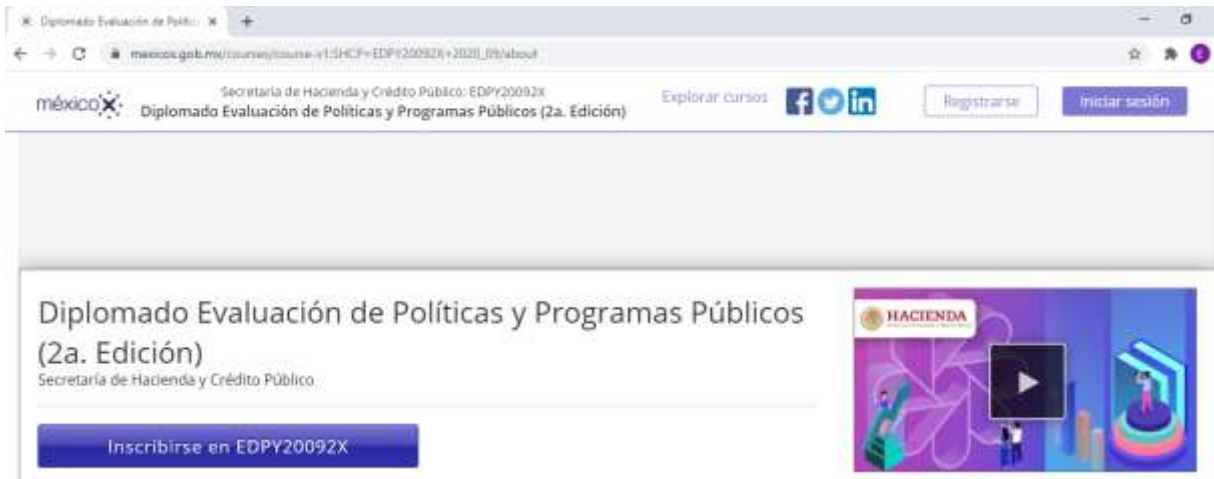 Diplomado Evaluación de Polític
mexicox.gob.mx/courses/course-v1:SHCP+EDPY20092X+2020_09/about
méxico
Secretaría de Hacienda y Crédito Público: EDPY20092X
Diplomado Evaluación de Políticas y Programas Públicos (2a. Edición)
Explorar cursos
Registrarse
Iniciar sesión
Diplomado Evaluación de Políticas y Programas Públicos
(2a. Edición)
Secretaría de Hacienda y Crédito Público
HACIENDA
Inscribirse en EDPY20092X